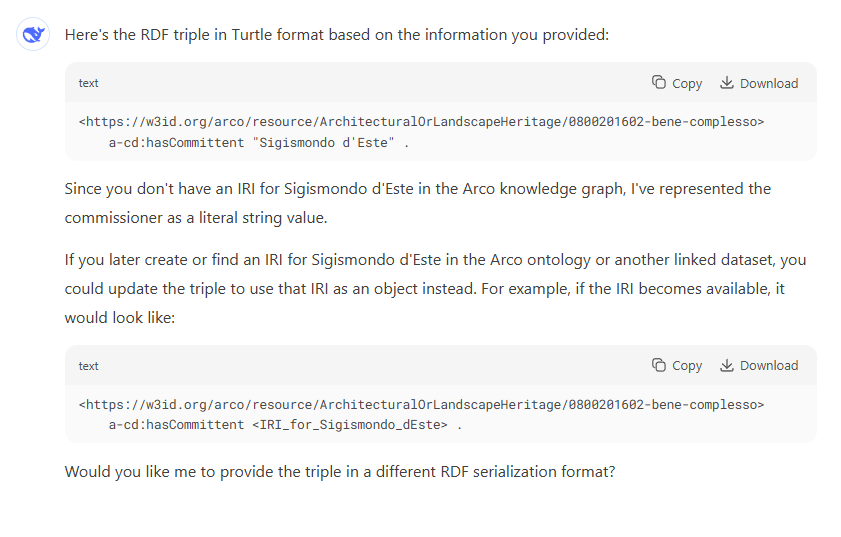 Here's the RDF triple in Turtle format based on the information you provided:
text Copy Download
<https://w3id.org/arco/resource/ArchitecturalOrLandscapeHeritage/0800201602-bene-complesso>
    a-cd:hasCommittent "Sigismondo d'Este" .
Since you don't have an IRI for Sigismondo d'Este in the Arco knowledge graph, I've represented the
commissioner as a literal string value.
If you later create or find an IRI for Sigismondo d'Este in the Arco ontology or another linked dataset, you
could update the triple to use that IRI as an object instead. For example, if the IRI becomes available, it
would look like:
text Copy Download
<https://w3id.org/arco/resource/ArchitecturalOrLandscapeHeritage/0800201602-bene-complesso>
    a-cd:hasCommittent <IRI_for_Sigismondo_dEste> .
Would you like me to provide the triple in a different RDF serialization format?